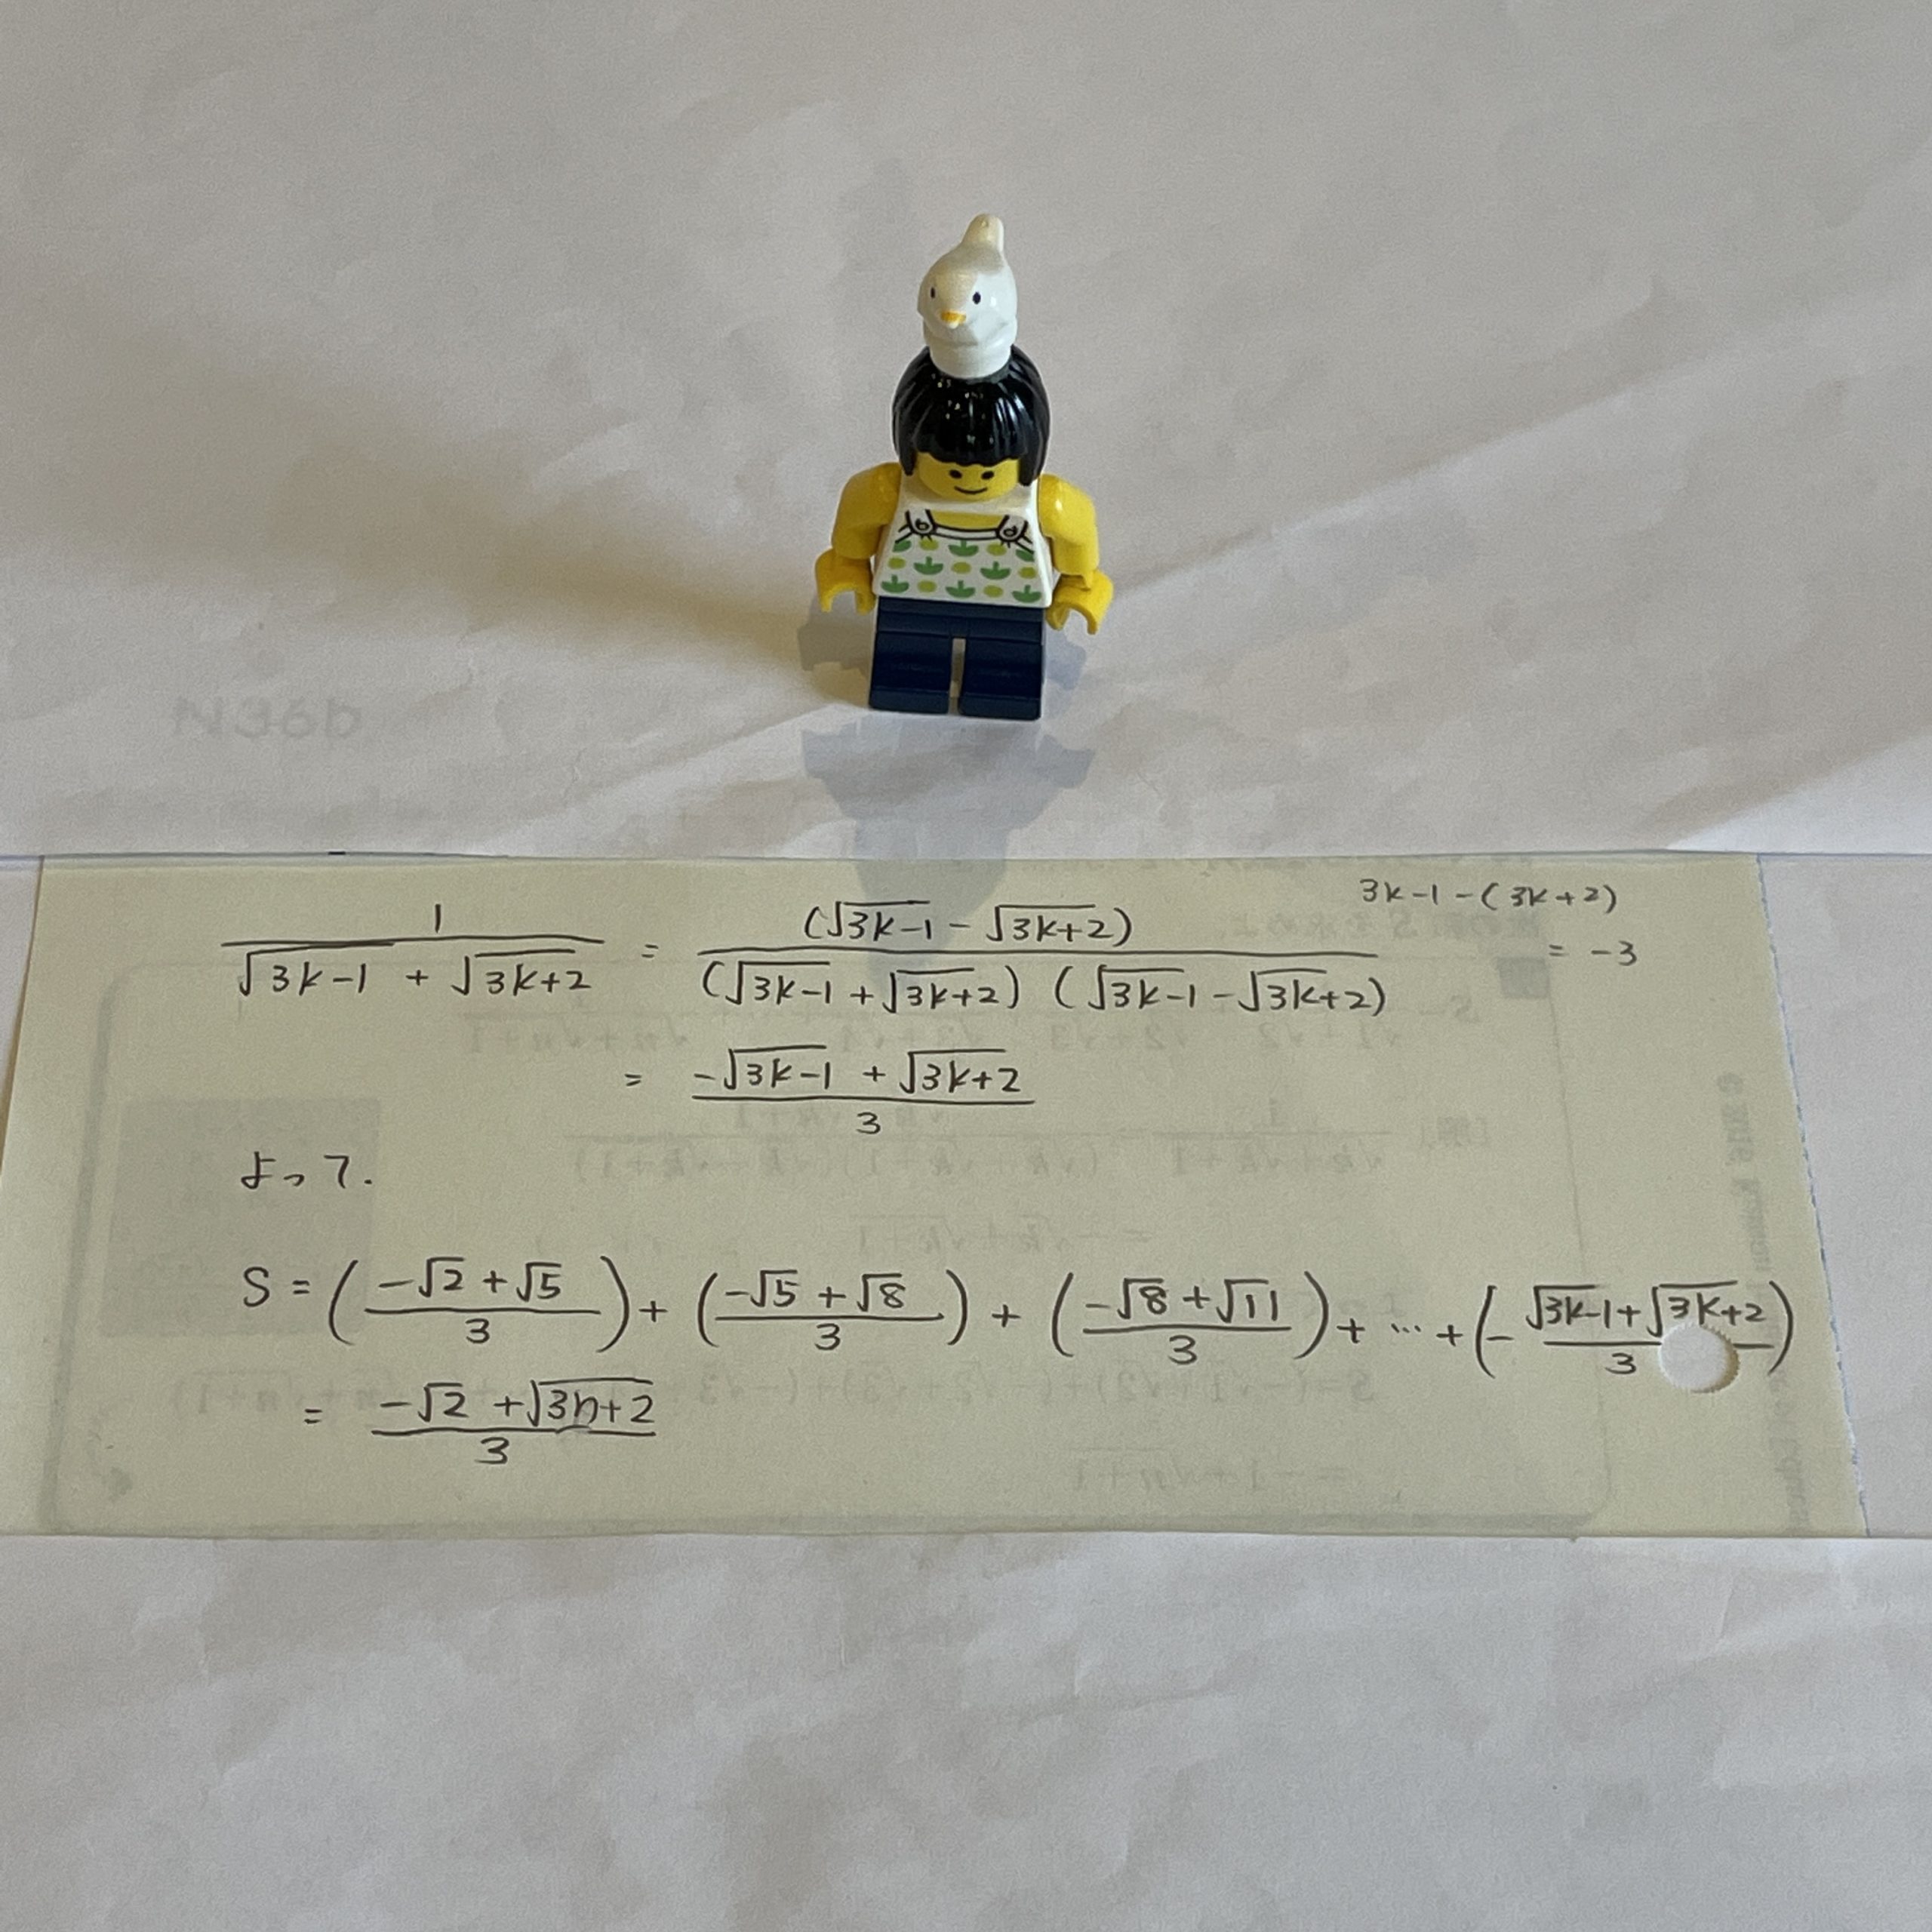 N36b
3k-1-(3k+2)
= -3
1/(√(3k-1) + √(3k+2)) = (√(3k-1) - √(3k+2))/((√(3k-1) + √(3k+2)) (√(3k-1) - √(3k+2)))
= (-√(3k-1) + √(3k+2))/3
よって.
S = ((-√2 + √5)/3) + ((-√5 + √8)/3) + ((-√8 + √11)/3) + … + (- (√(3k-1) + √(3k+2))/3)
= (-√2 + √(3n+2))/3